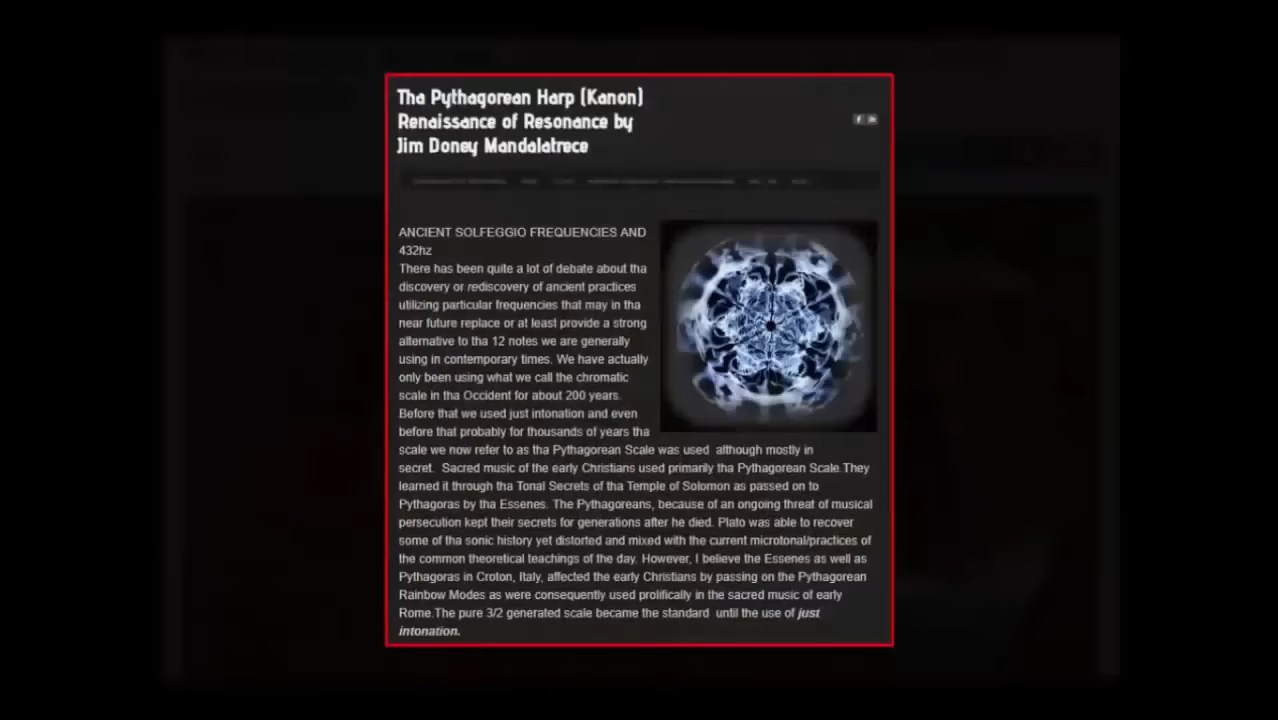 Tha Pythagorean Harp (Kanon)
Renaissance of Resonance by
Jim Doney Mandalatrece
ANCIENT SOLFEGGIO FREQUENCIES AND
432hz
There has been quite a lot of debate about tha
discovery or rediscovery of ancient practices
utilizing particular frequencies that may in tha
near future replace or at least provide a strong
alternative to tha 12 notes we are generally
using in contemporary times. We have actually
only been using what we call the chromatic
scale in tha Occident for about 200 years.
Before that we used just intonation and even
before that probably for thousands of years tha
scale we now refer to as tha Pythagorean Scale was used  although mostly in
secret.  Sacred music of the early Christians used primarily tha Pythagorean Scale.They
learned it through tha Tonal Secrets of tha Temple of Solomon as passed on to
Pythagoras by tha Essenes. The Pythagoreans, because of an ongoing threat of musical
persecution kept their secrets for generations after he died. Plato was able to recover
some of tha sonic history yet distorted and mixed with the current microtonal/practices of
the common theoretical teachings of the day. However, I believe the Essenes as well as
Pythagoras in Croton, Italy, affected the early Christians by passing on the Pythagorean
Rainbow Modes as were consequently used prolifically in the sacred music of early
Rome.The pure 3/2 generated scale became the standard  until the use of just
intonation.